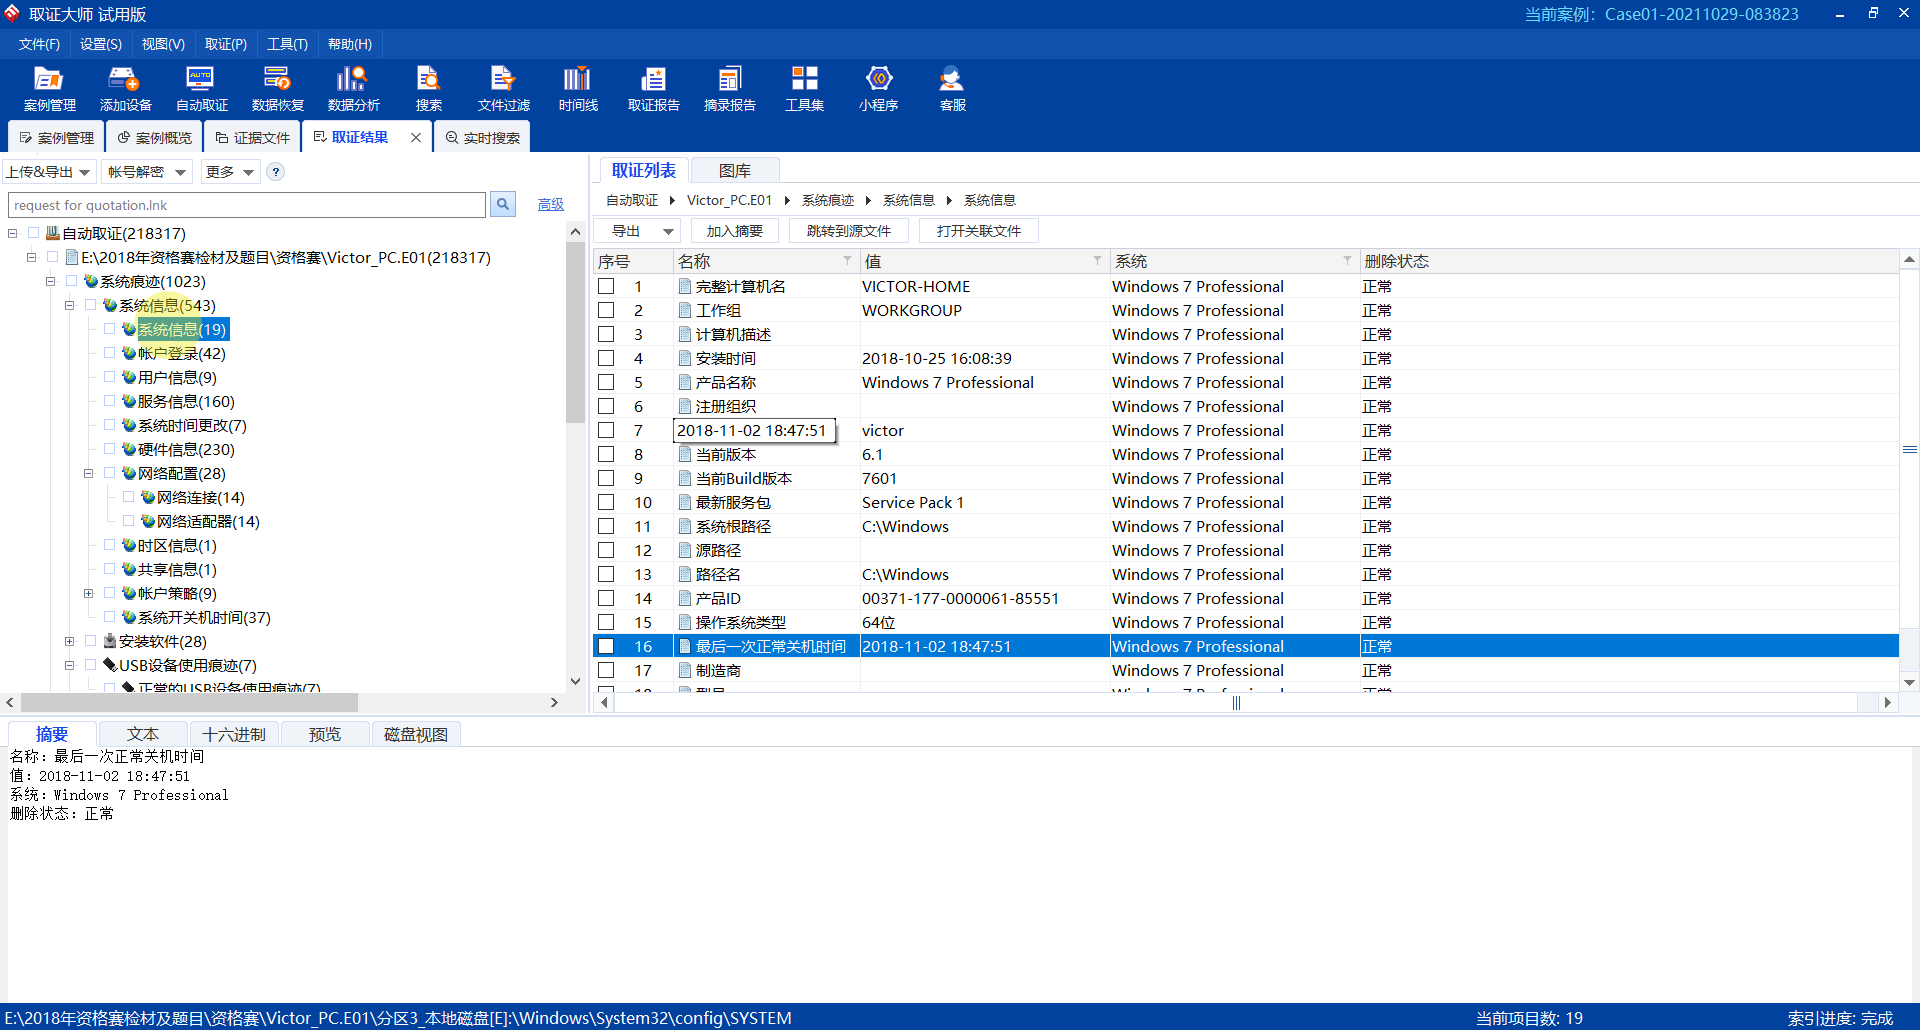 取证大师 试用版
当前案例：Case01-20211029-083823
文件(F) 设置(S) 视图(V) 取证(P) 工具(T) 帮助(H)
案例管理 添加设备 自动取证 数据恢复 数据分析 搜索 文件过滤 时间线 取证报告 摘录报告 工具集 小程序 客服
案例管理 案例概览 证据文件 取证结果 实时搜索
上传&导出 帐号解密 更多 ?
request for quotation.lnk 高级
自动取证(218317)
E:\2018年资格赛检材及题目\资格赛\Victor_PC.E01(218317)
系统痕迹(1023)
系统信息(543)
系统信息(19)
帐户登录(42)
用户信息(9)
服务信息(160)
系统时间更改(7)
硬件信息(230)
网络配置(28)
网络连接(14)
网络适配器(14)
时区信息(1)
共享信息(1)
帐户策略(9)
系统开关机时间(37)
安装软件(28)
USB设备使用痕迹(7)
正常的USB设备使用痕迹(7)
取证列表 图库
自动取证 Victor_PC.E01 系统痕迹 系统信息 系统信息
导出 加入摘要 跳转到源文件 打开关联文件
序号 名称 值 系统 删除状态
1 完整计算机名 VICTOR-HOME Windows 7 Professional 正常
2 工作组 WORKGROUP Windows 7 Professional 正常
3 计算机描述 Windows 7 Professional 正常
4 安装时间 2018-10-25 16:08:39 Windows 7 Professional 正常
5 产品名称 Windows 7 Professional Windows 7 Professional 正常
6 注册组织 Windows 7 Professional 正常
7 2018-11-02 18:47:51 victor Windows 7 Professional 正常
8 当前版本 6.1 Windows 7 Professional 正常
9 当前Build版本 7601 Windows 7 Professional 正常
10 最新服务包 Service Pack 1 Windows 7 Professional 正常
11 系统根路径 C:\Windows Windows 7 Professional 正常
12 源路径 Windows 7 Professional 正常
13 路径名 C:\Windows Windows 7 Professional 正常
14 产品ID 00371-177-0000061-85551 Windows 7 Professional 正常
15 操作系统类型 64位 Windows 7 Professional 正常
16 最后一次正常关机时间 2018-11-02 18:47:51 Windows 7 Professional 正常
17 制造商 Windows 7 Professional 正常
摘要 文本 十六进制 预览 磁盘视图
名称：最后一次正常关机时间
值：2018-11-02 18:47:51
系统：Windows 7 Professional
删除状态：正常
E:\2018年资格赛检材及题目\资格赛\Victor_PC.E01\分区3_本地磁盘[E]:\Windows\System32\config\SYSTEM 当前项目数: 19 索引进度: 完成